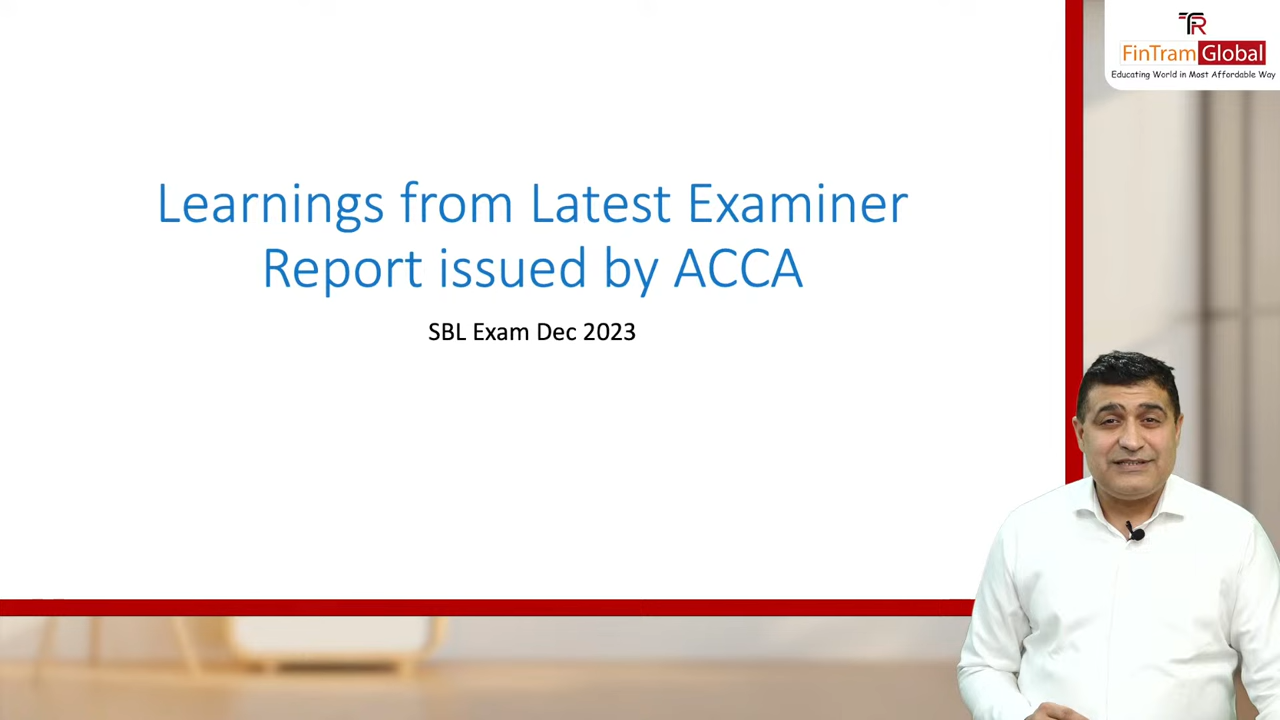 TR
FinTram Global
Educating World in Most Affordable Way
Learnings from Latest Examiner
Report issued by ACCA
SBL Exam Dec 2023